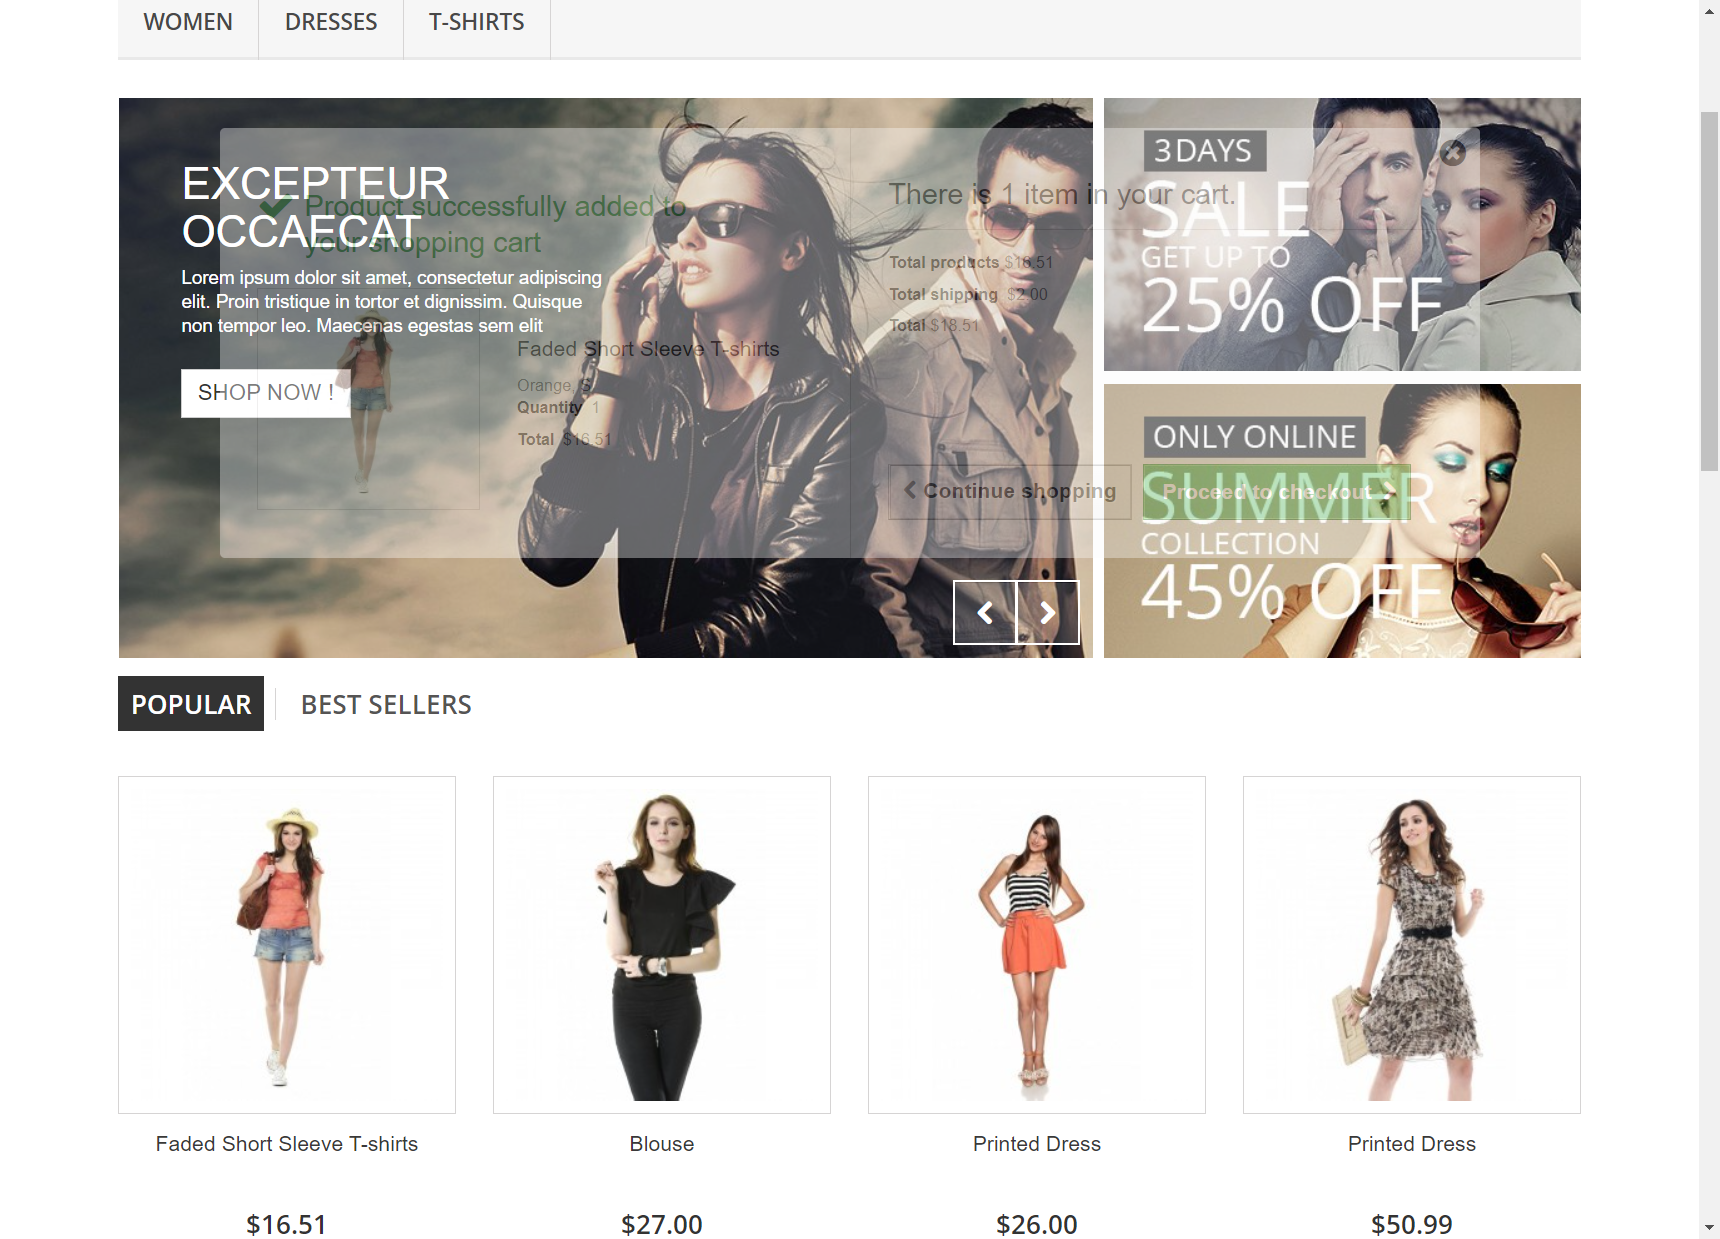 WOMEN
DRESSES
T-SHIRTS
EXCEPTEUR
OCCAECAT
Lorem ipsum dolor sit amet, consectetur adipiscing
elit. Proin tristique in tortor et dignissim. Quisque
non tempor leo. Maecenas egestas sem elit
SHOP NOW !
Product successfully added to
your shopping cart
Faded Short Sleeve T-shirts
Orange, S
Quantity 1
Total $16.51
There is 1 item in your cart.
Total products $16.51
Total shipping $2.00
Total $18.51
Continue shopping
Proceed to checkout
3 DAYS
SALE
GET UP TO
25% OFF
ONLY ONLINE
SUMMER
COLLECTION
45% OFF
POPULAR
BEST SELLERS
Faded Short Sleeve T-shirts
Blouse
Printed Dress
Printed Dress
$16.51
$27.00
$26.00
$50.99